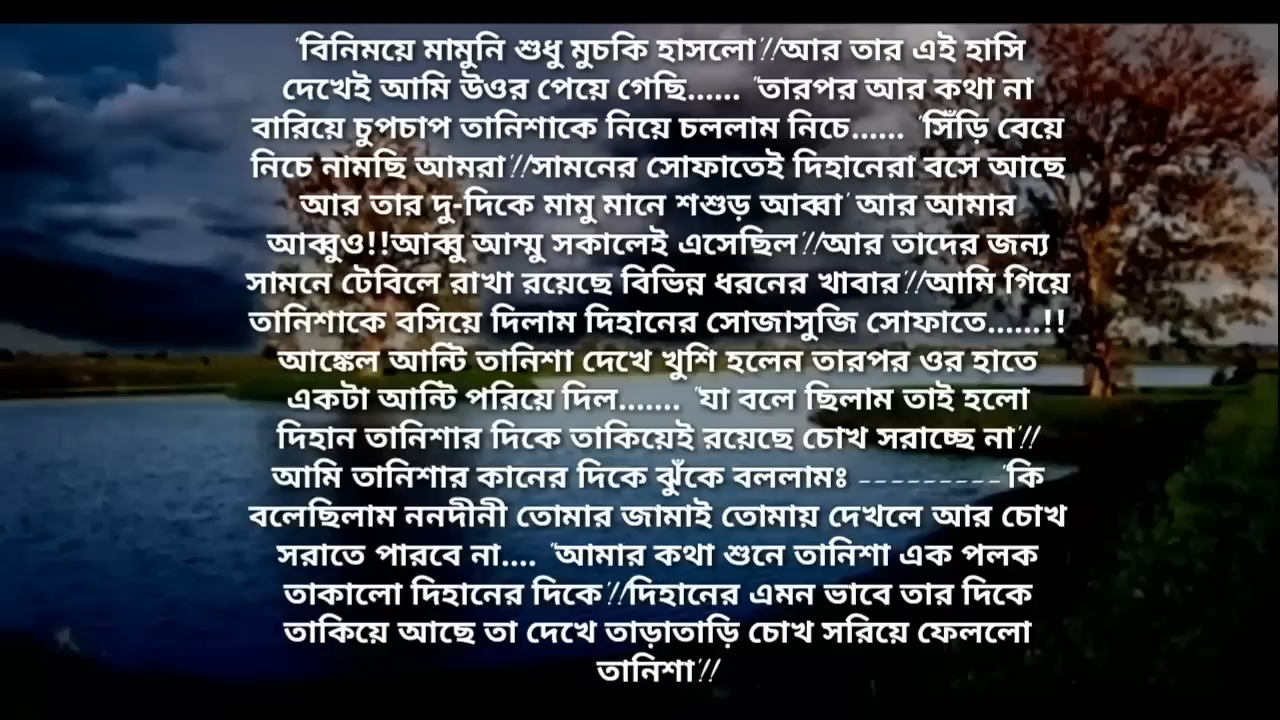 "বিনিময়ে মামুনি শুধু মুচকি হাসলো'!!আর তার এই হাসি
দেখেই আমি উওর পেয়ে গেছি...... "তারপর আর কথা না
বারিয়ে চুপচাপ তানিশাকে নিয়ে চললাম নিচে...... "সিঁড়ি বেয়ে
নিচে নামছি আমরা'!!সামনের সোফাতেই দিহানেরা বসে আছে
আর তার দু-দিকে মামু মানে শশুড় আব্বা' আর আমার
আব্বুও!!আব্বু আম্মু সকালেই এসেছিল'!!আর তাদের জন্য
সামনে টেবিলে রাখা রয়েছে বিভিন্ন ধরনের খাবার'!!আমি গিয়ে
তানিশাকে বসিয়ে দিলাম দিহানের সোজাসুজি সোফাতে......!!
আঙ্কেল আন্টি তানিশা দেখে খুশি হলেন তারপর ওর হাতে
একটা আন্টি পরিয়ে দিল....... "যা বলে ছিলাম তাই হলো
দিহান তানিশার দিকে তাকিয়েই রয়েছে চোখ সরাচ্ছে না'!!
আমি তানিশার কানের দিকে ঝুঁকে বললামঃ ---------"কি
বলেছিলাম ননদীনী তোমার জামাই তোমায় দেখলে আর চোখ
সরাতে পারবে না.... "আমার কথা শুনে তানিশা এক পলক
তাকালো দিহানের দিকে'!!দিহানের এমন ভাবে তার দিকে
তাকিয়ে আছে তা দেখে তাড়াতাড়ি চোখ সরিয়ে ফেললো
তানিশা'!!